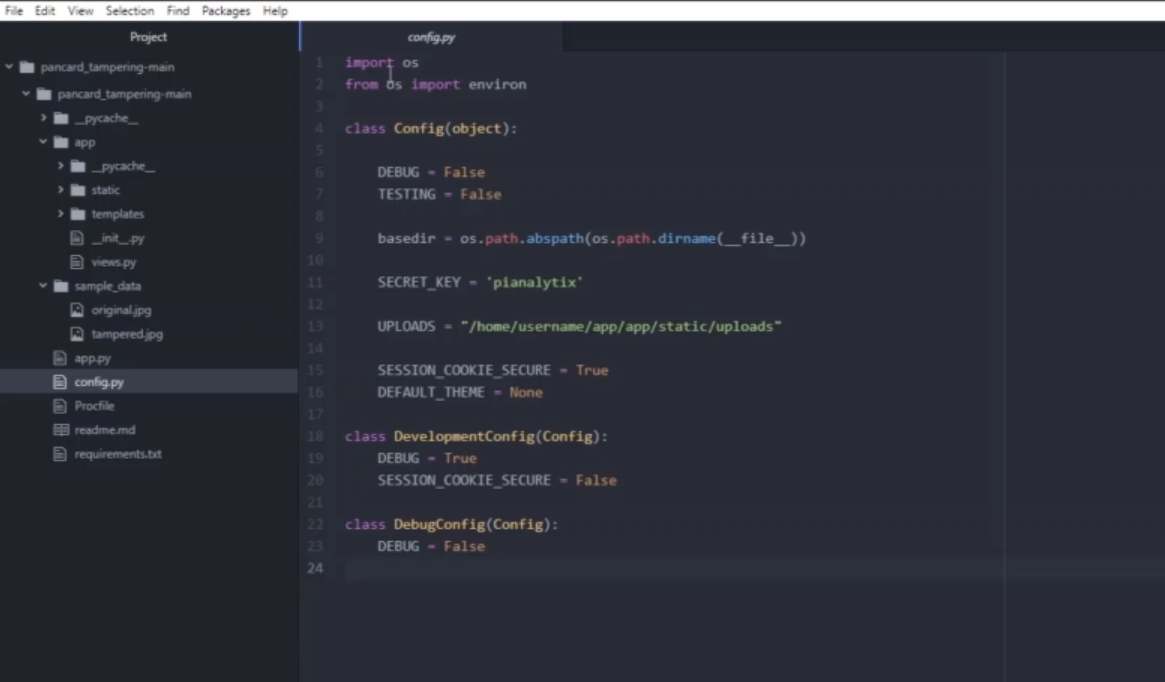 File Edit View Selection Find Packages Help
Project
pancard_tampering-main
pancard_tampering-main
__pycache__
app
__pycache__
static
templates
__init__.py
views.py
sample_data
original.jpg
tampered.jpg
app.py
config.py
Procfile
readme.md
requirements.txt
config.py
1 import os
2 from os import environ
3
4 class Config(object):
5
6 DEBUG = False
7 TESTING = False
8
9 basedir = os.path.abspath(os.path.dirname(__file__))
10
11 SECRET_KEY = 'pianalytix'
12
13 UPLOADS = "/home/username/app/app/static/uploads"
14
15 SESSION_COOKIE_SECURE = True
16 DEFAULT_THEME = None
17
18 class DevelopmentConfig(Config):
19 DEBUG = True
20 SESSION_COOKIE_SECURE = False
21
22 class DebugConfig(Config):
23 DEBUG = False
24